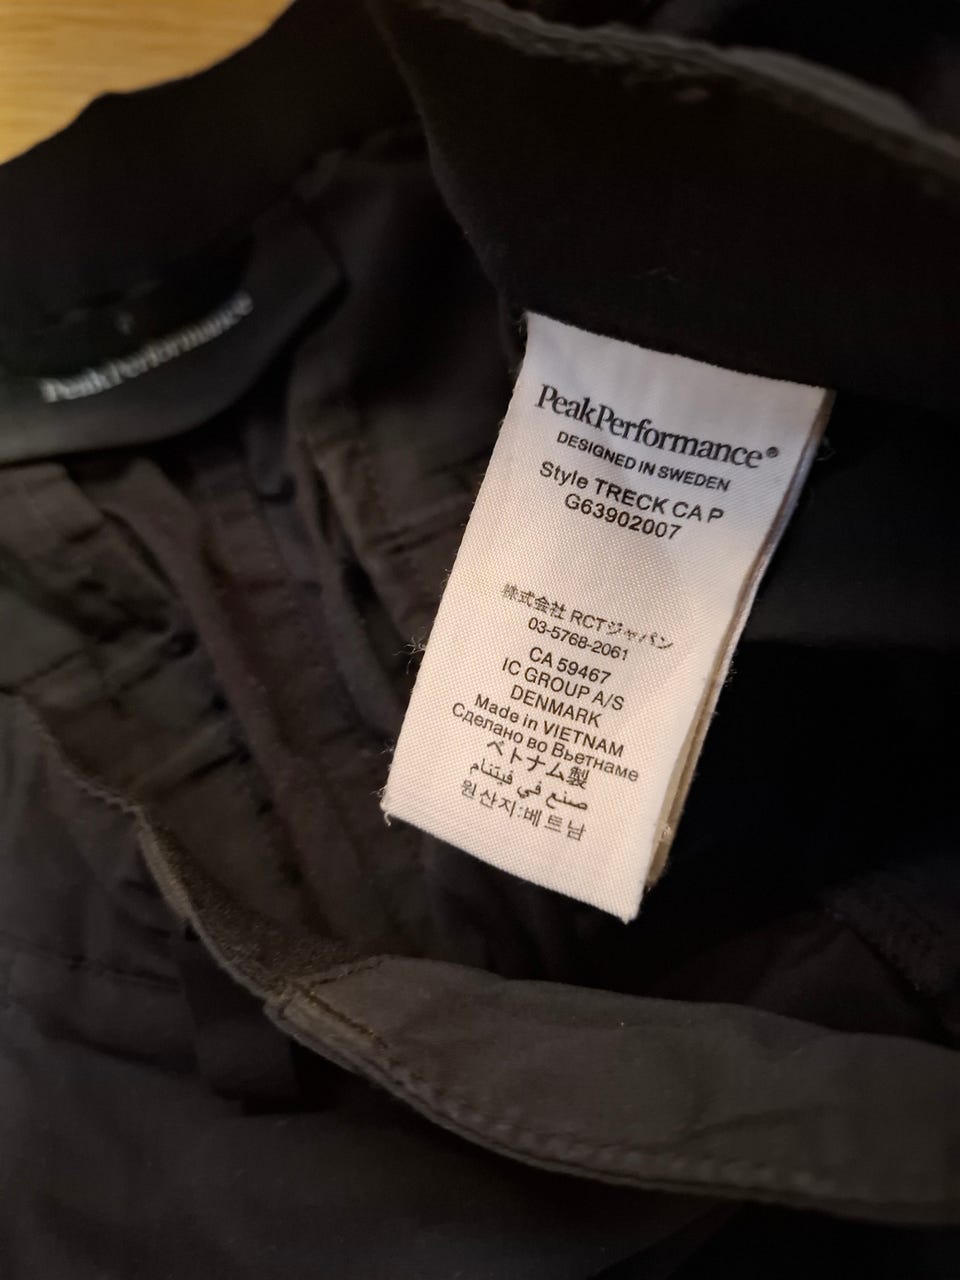 PeakPerformance
PeakPerformance®
DESIGNED IN SWEDEN
Style TRECK CAP
G63902007
株式会社 RCTジャパン
03-5768-2061
CA 59467
IC GROUP A/S
DENMARK
Made in VIETNAM
Сделано во Вьетнаме
ベトナム製
صنع في فيتنام
원산지:베트남